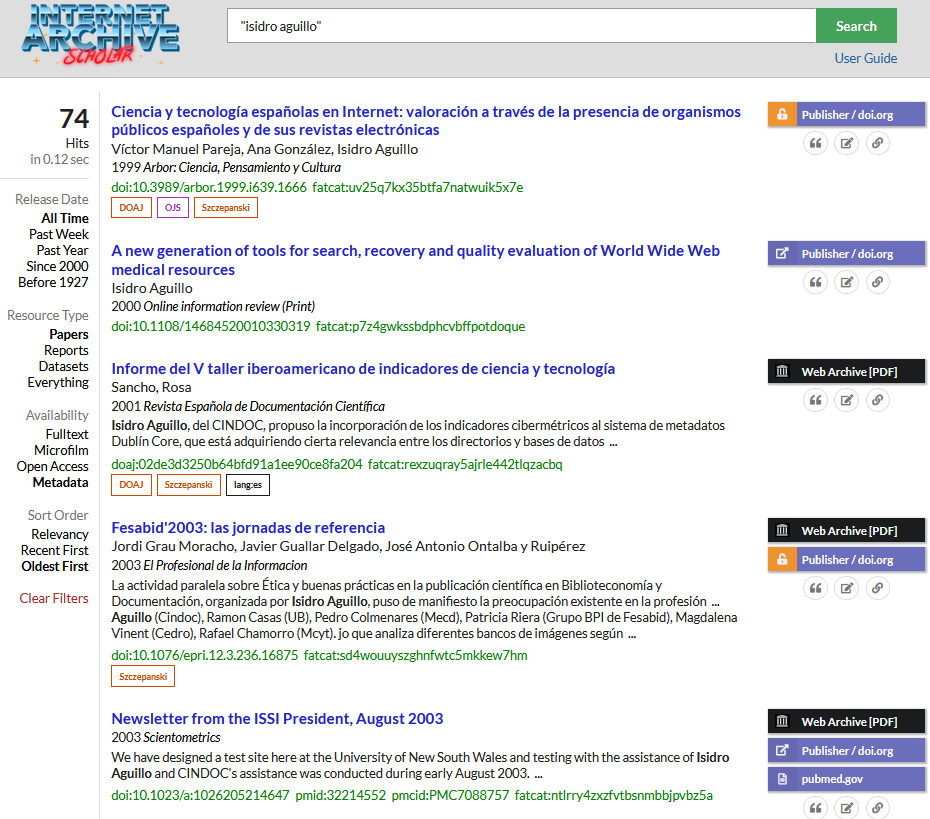 INTERNET
ARCHIVE
SCHOLAR
"isidro aguillo"
Search
User Guide
74
Hits
in 0.12 sec
Release Date
All Time
Past Week
Past Year
Since 2000
Before 1927
Resource Type
Papers
Reports
Datasets
Everything
Availability
Fulltext
Microfilm
Open Access
Metadata
Sort Order
Relevancy
Recent First
Oldest First
Clear Filters
Ciencia y tecnología españolas en Internet: valoración a través de la presencia de organismos
públicos españoles y de sus revistas electrónicas
Víctor Manuel Pareja, Ana González, Isidro Aguillo
1999 Arbor: Ciencia, Pensamiento y Cultura
doi:10.3989/arbor.1999.i639.1666 fatcat:uv25q7kx35btfa7natwuik5x7e
DOAJ OJS Szczepanski
Publisher / doi.org
A new generation of tools for search, recovery and quality evaluation of World Wide Web
medical resources
Isidro Aguillo
2000 Online information review (Print)
doi:10.1108/14684520010330319 fatcat:p7z4gwkssbdphcvbffpotdoque
Publisher / doi.org
Informe del V taller iberoamericano de indicadores de ciencia y tecnología
Sancho, Rosa
2001 Revista Española de Documentación Científica
Isidro Aguillo, del CINDOC, propuso la incorporación de los indicadores cibermétricos al sistema de metadatos
Dublín Core, que está adquiriendo cierta relevancia entre los directorios y bases de datos ...
doaj:02de3d3250b64bfd91a1ee90ce8fa204 fatcat:rexzuqray5ajrle442tlqzacbq
DOAJ Szczepanski lang:es
Web Archive [PDF]
Fesabid'2003: las jornadas de referencia
Jordi Grau Moracho, Javier Guallar Delgado, José Antonio Ontalba y Ruipérez
2003 El Profesional de la Informacion
La actividad paralela sobre Ética y buenas prácticas en la publicación científica en Biblioteconomía y
Documentación, organizada por Isidro Aguillo, puso de manifiesto la preocupación existente en la profesión ...
Aguillo (Cindoc), Ramon Casas (UB), Pedro Colmenares (Mecd), Patricia Riera (Grupo BPI de Fesabid), Magdalena
Vinent (Cedro), Rafael Chamorro (Mcyt). jo que analiza diferentes bancos de imágenes según ...
doi:10.1076/epri.12.3.236.16875 fatcat:sd4wouuyszghnfwtc5mkkew7hm
Szczepanski
Web Archive [PDF]
Publisher / doi.org
Newsletter from the ISSI President, August 2003
2003 Scientometrics
We have designed a test site here at the University of New South Wales and testing with the assistance of Isidro
Aguillo and CINDOC's assistance was conducted during early August 2003. ...
doi:10.1023/a:1026205214647 pmid:32214552 pmcid:PMC7088757 fatcat:ntlrry4zxzfvtbsnmbbjpvbz5a
Web Archive [PDF]
Publisher / doi.org
pubmed.gov